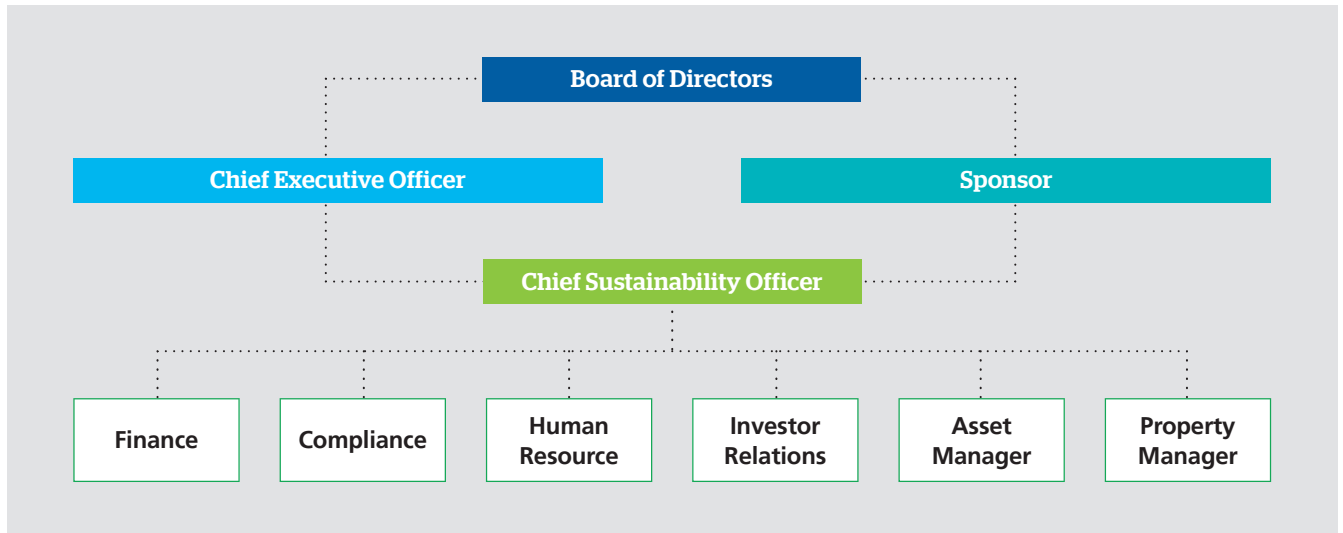 Board of Directors
Chief Executive Officer
Sponsor
Chief Sustainability Officer
Finance
Compliance
Human
Resource
Investor
Relations
Asset
Manager
Property
Manager